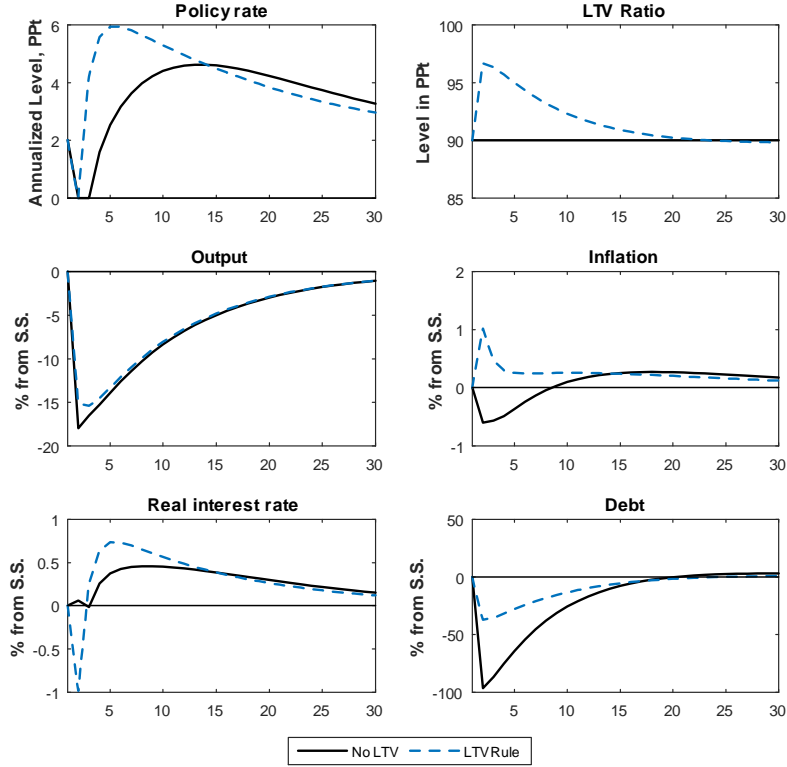 Policy rate
Annualized Level, PPt
6
4
2
0
5 10 15 20 25 30
LTV Ratio
Level in PPt
100
95
90
85
5 10 15 20 25 30
Output
% from S.S.
0
-5
-10
-15
-20
5 10 15 20 25 30
Inflation
% from S.S.
2
1
0
-1
5 10 15 20 25 30
Real interest rate
% from S.S.
1
0.5
0
0.5
1
5 10 15 20 25 30
Debt
% from S.S.
50
0
-50
-100
5 10 15 20 25 30
No LTV LTV Rule